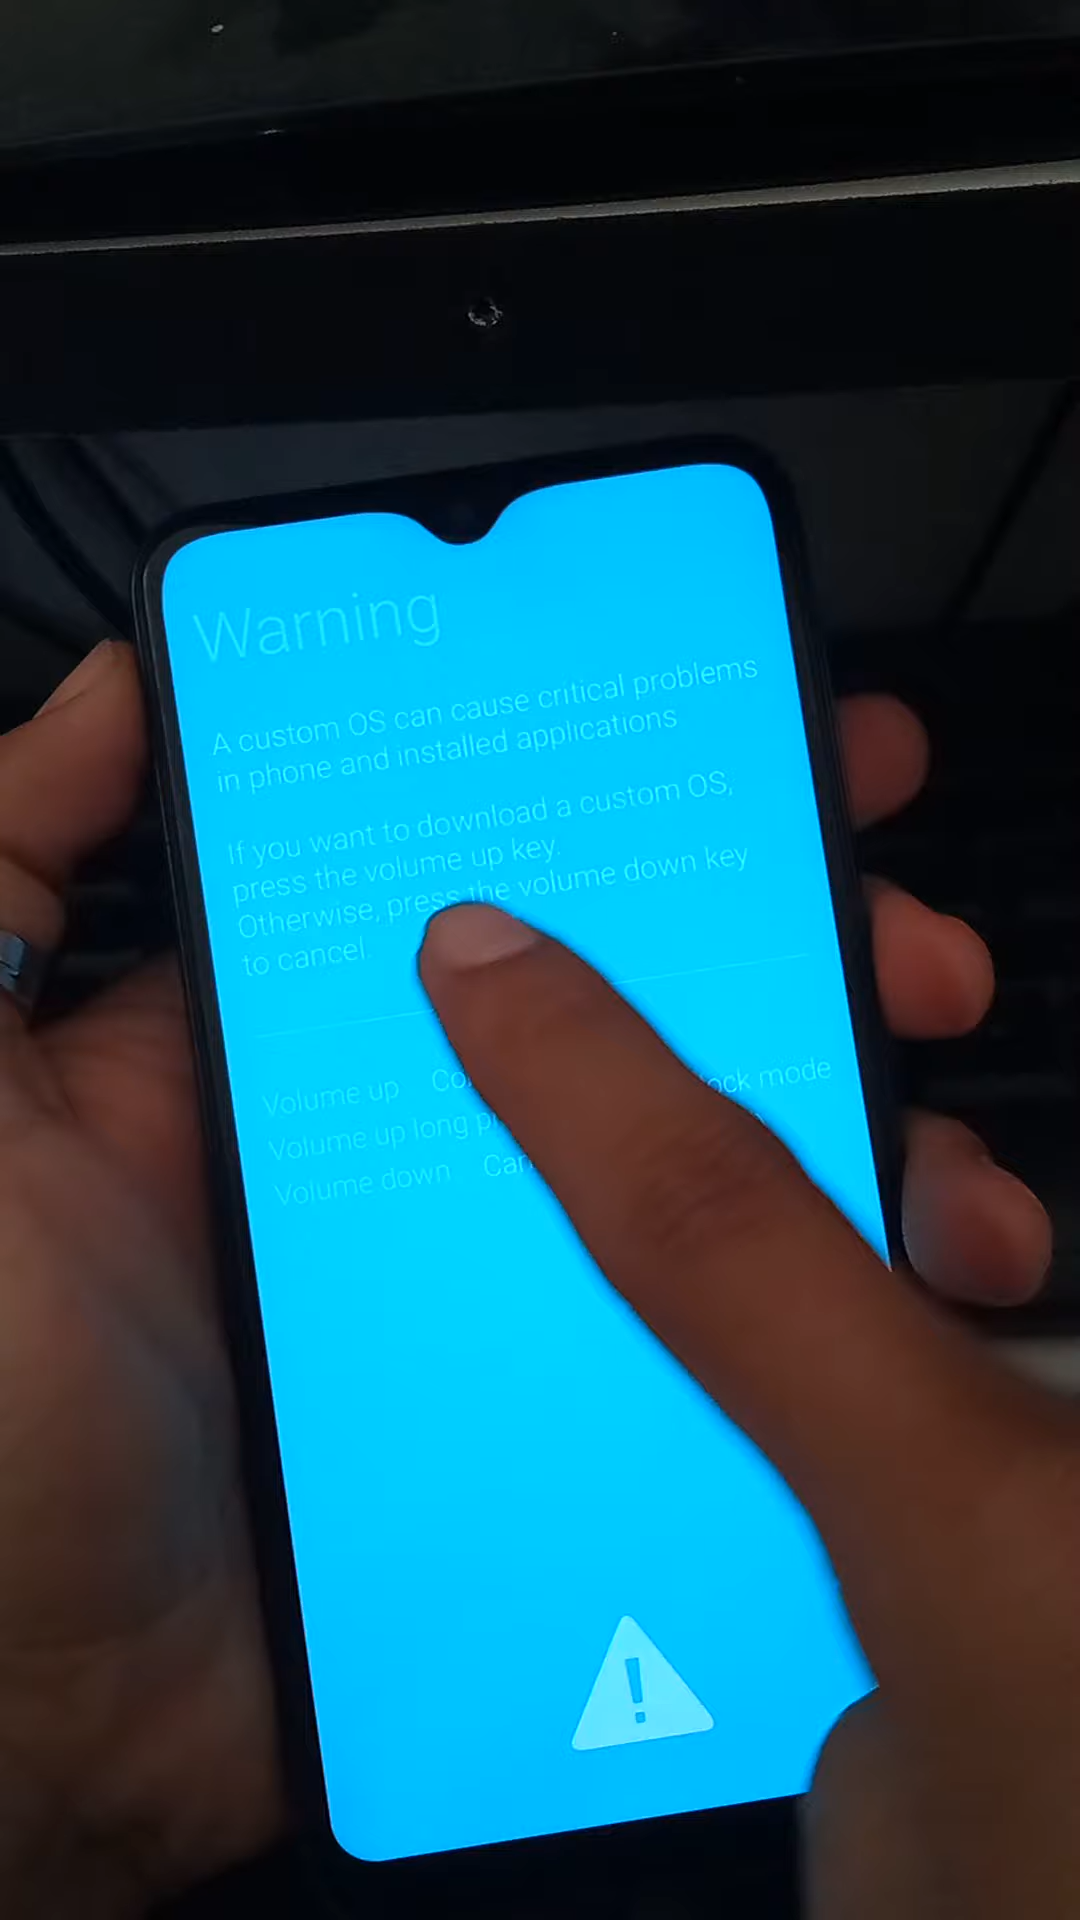 Warning
A custom OS can cause critical problems
in phone and installed applications
If you want to download a custom OS,
press the volume up key.
Otherwise, press the volume down key
to cancel.
Volume up
mode
Volume up long
Volume down